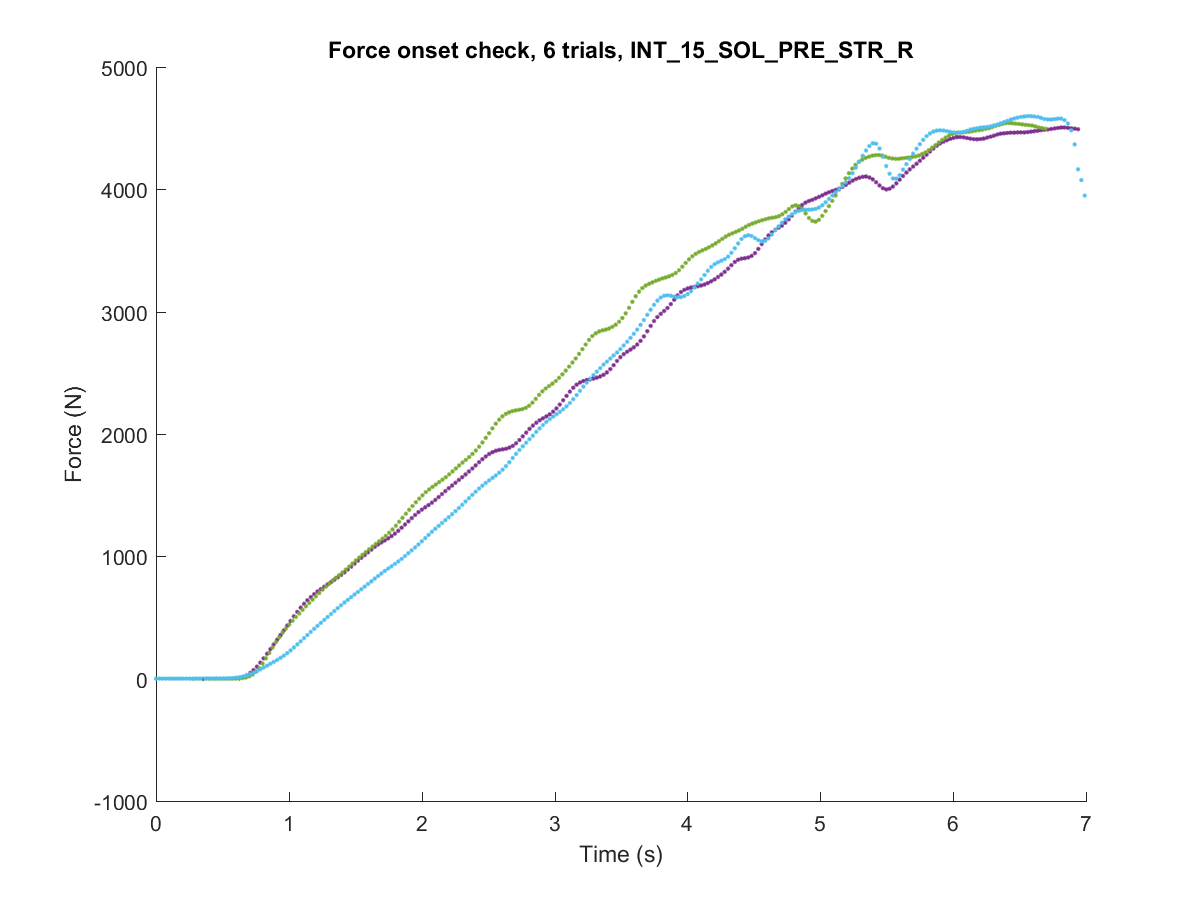 Force onset check, 6 trials, INT_15_SOL_PRE_STR_R
5000
4000
3000
2000
1000
0
-1000
Force (N)
0 1 2 3 4 5 6 7
Time (s)